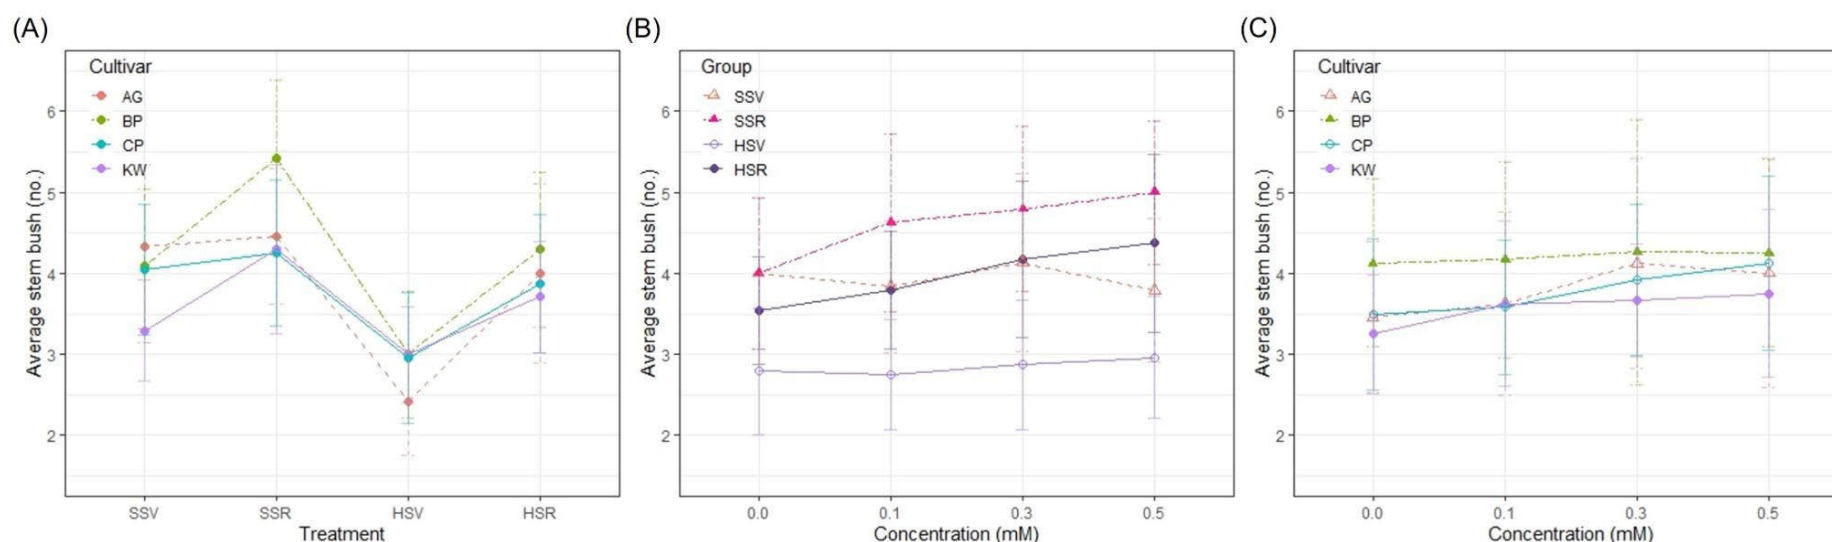 (A)
Average stem bush (no.)
6
5
4
3
2
Cultivar
AG
BP
CP
KW
SSV SSR HSV HSR
Treatment
(B)
Average stem bush (no.)
6
5
4
3
2
Group
SSV
SSR
HSV
HSR
0.0 0.1 0.3 0.5
Concentration (mM)
(C)
Average stem bush (no.)
6
5
4
3
2
Cultivar
AG
BP
CP
KW
0.0 0.1 0.3 0.5
Concentration (mM)